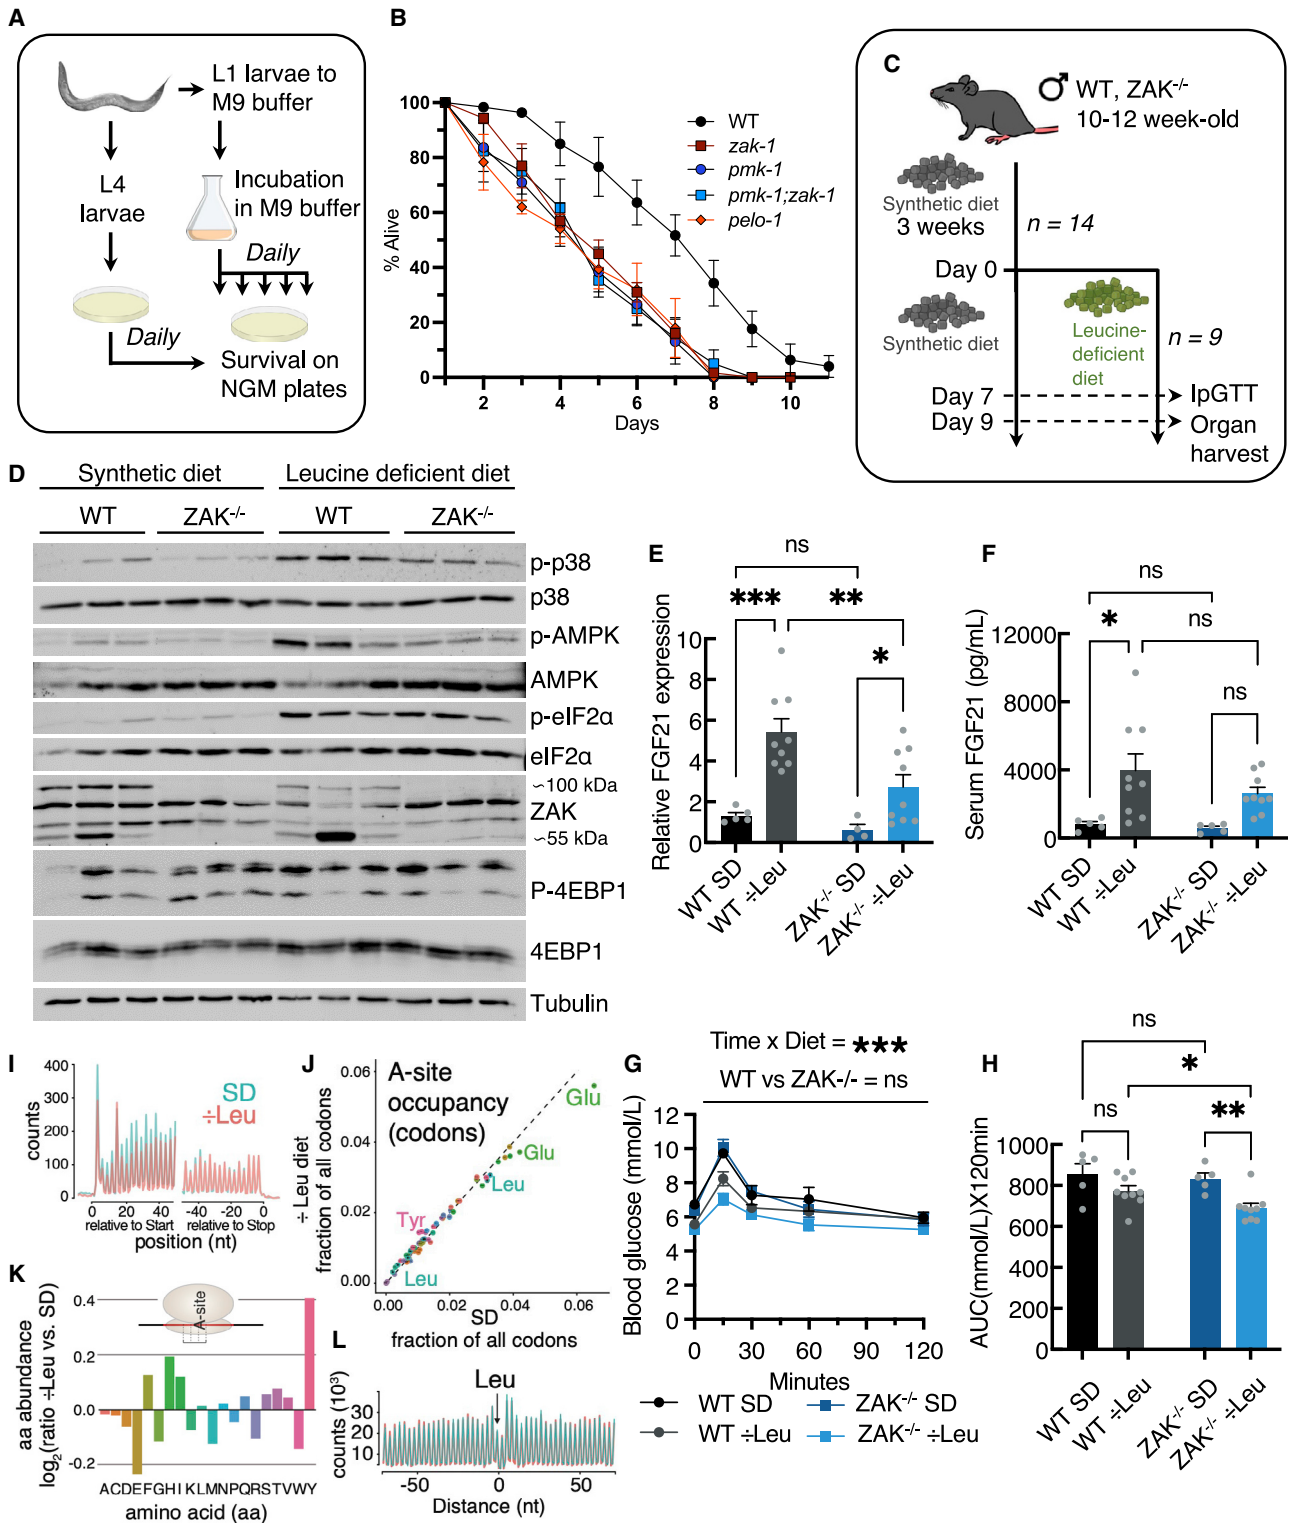 A
L1 larvae to
M9 buffer
L4
larvae
Incubation
in M9 buffer
Daily
Daily
Survival on
NGM plates
B
% Alive
100
80
60
40
20
0
2
4
6
8
10
Days
WT
zak-1
pmk-1
pmk-1;zak-1
pelo-1
C
WT, ZAK-/-
10-12 week-old
Synthetic diet
3 weeks
n = 14
Day 0
Synthetic diet
Leucine-
deficient
diet
n = 9
Day 7
IpGTT
Day 9
Organ
harvest
D
Synthetic diet
Leucine deficient diet
WT
ZAK-/-
WT
ZAK-/-
p-p38
p38
p-AMPK
AMPK
p-eIF2α
eIF2α
~100 kDa
ZAK
~55 kDa
P-4EBP1
4EBP1
Tubulin
E
ns
***
**
*
Relative FGF21 expression
10
8
6
4
2
0
WT SD
WT ÷Leu
ZAK-/- SD
ZAK-/- ÷Leu
F
ns
*
ns
ns
Serum FGF21 (pg/mL)
12000
8000
4000
0
WT SD
WT ÷Leu
ZAK-/- SD
ZAK-/- ÷Leu
I
counts
400
300
200
100
0
SD
÷Leu
0
20
40
-40
-20
0
relative to Start
relative to Stop
position (nt)
J
A-site
occupancy
(codons)
÷ Leu diet
fraction of all codons
0.06
0.04
0.02
0.00
Glu
Glu
Leu
Tyr
Leu
0.00
0.02
0.04
0.06
SD
fraction of all codons
G
Time x Diet = ***
WT vs ZAK-/- = ns
Blood glucose (mmol/L)
12
10
8
6
4
2
0
0
30
60
90
120
Minutes
WT SD
ZAK-/- SD
WT ÷Leu
ZAK-/- ÷Leu
H
ns
*
ns
**
AUC(mmol/L)X120min
1000
800
600
400
200
0
WT SD
WT ÷Leu
ZAK-/- SD
ZAK-/- ÷Leu
K
A-site
aa abundance
log2(ratio ÷Leu vs. SD)
0.4
0.2
0.0
-0.2
ACDEFGHIKLMNPQRSTVWY
amino acid (aa)
L
Leu
counts (10³)
30
20
10
-50
0
50
Distance (nt)